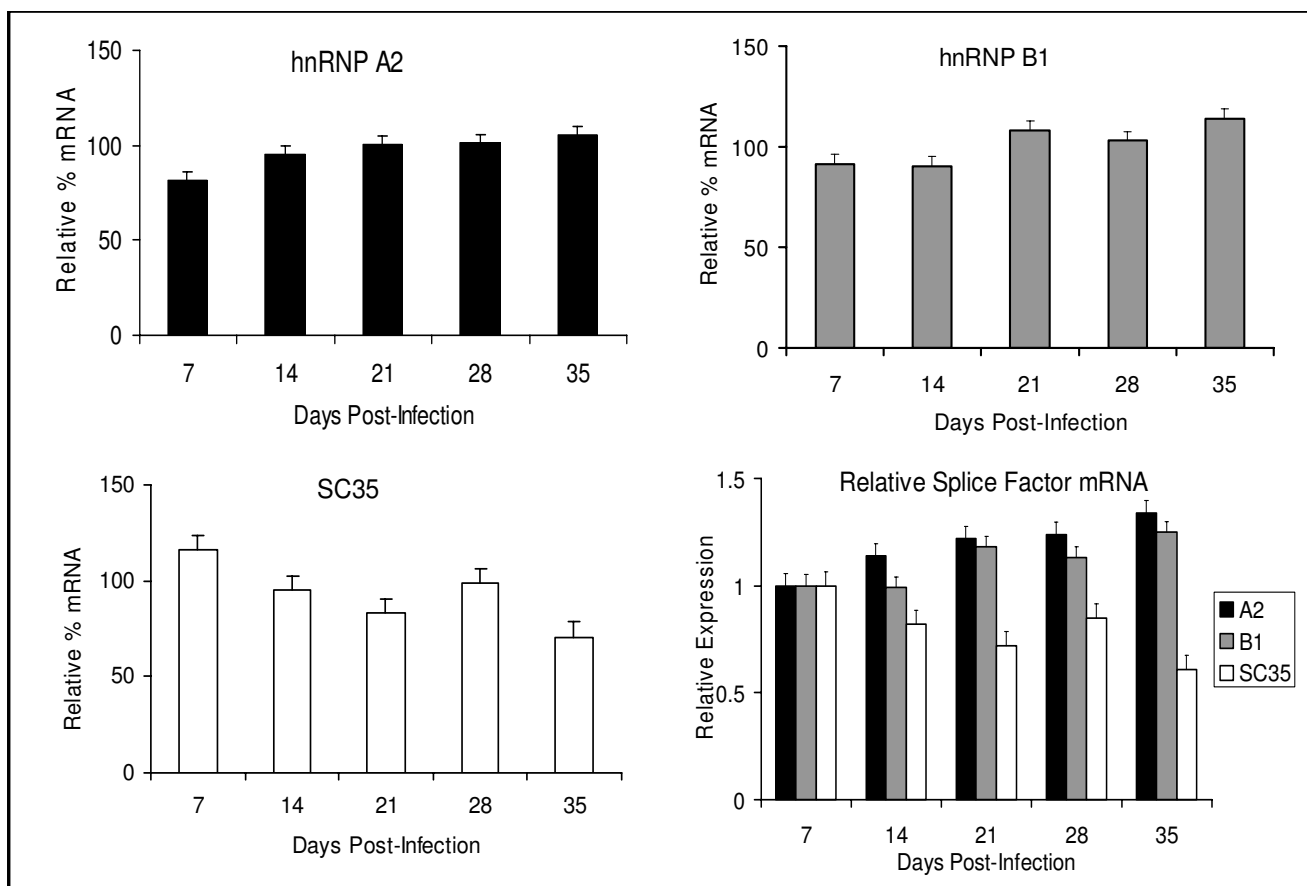 hnRNP A2
Relative % mRNA
150
100
50
0
7 14 21 28 35
Days Post-Infection
hnRNP B1
Relative % mRNA
150
100
50
0
7 14 21 28 35
Days Post-Infection
SC35
Relative % mRNA
150
100
50
0
7 14 21 28 35
Days Post-Infection
Relative Splice Factor mRNA
Relative Expression
1.5
1
0.5
0
7 14 21 28 35
Days Post-Infection
A2
B1
SC35